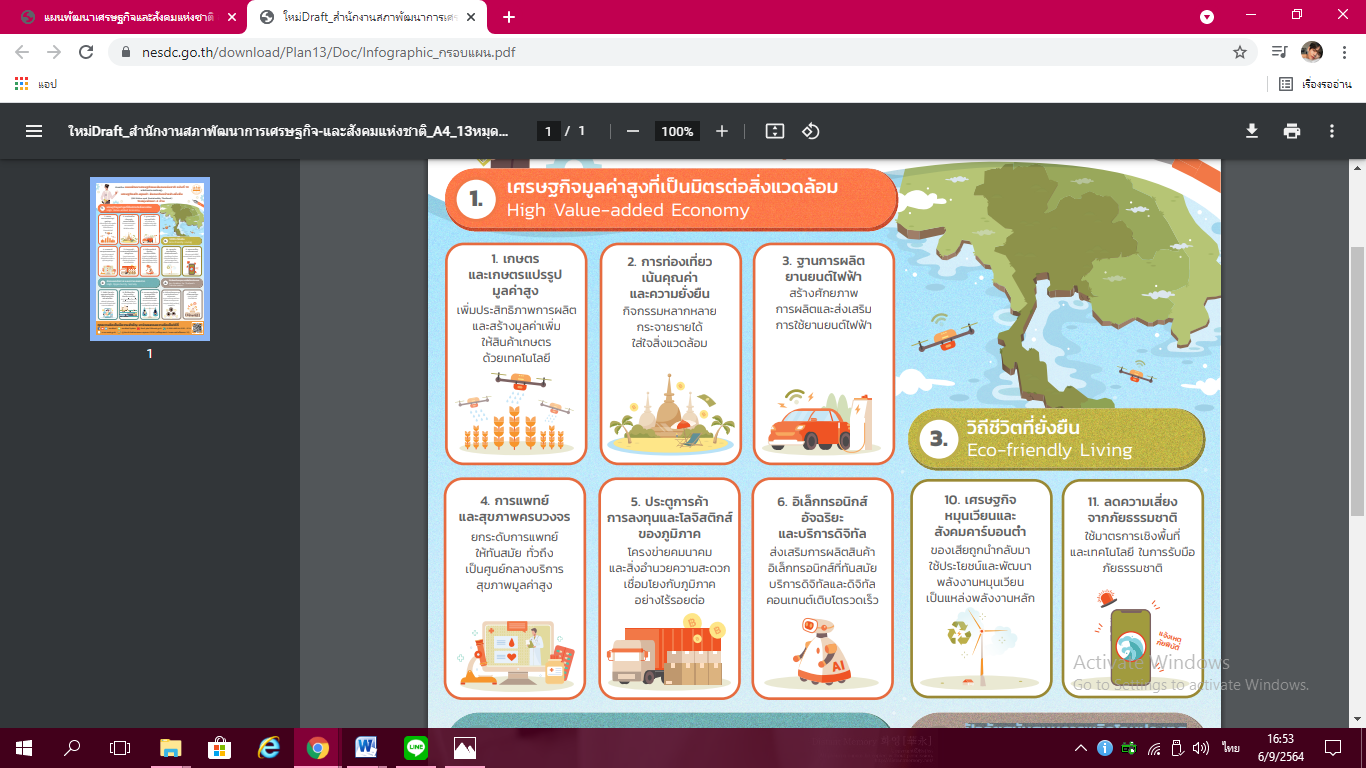 แผนพัฒนาเศรษฐกิจและสังคมแห่งชาติ
ใหม่Draft_สำนักงานสภาพัฒนาการเศร
nesdc.go.th/download/Plan13/Doc/Infographic_กรอบแผน.pdf
แอป
เรื่องรออ่าน
ใหม่Draft_สำนักงานสภาพัฒนาการเศรษฐกิจ-และสังคมแห่งชาติ_A4_13หมุด...
1 / 1
100%
1
1.
เศรษฐกิจมูลค่าสูงที่เป็นมิตรต่อสิ่งแวดล้อม
High Value-added Economy
1. เกษตร
และเกษตรแปรรูป
มูลค่าสูง
เพิ่มประสิทธิภาพการผลิต
และสร้างมูลค่าเพิ่ม
ให้สินค้าเกษตร
ด้วยเทคโนโลยี
2. การท่องเที่ยว
เน้นคุณค่า
และความยั่งยืน
กิจกรรมหลากหลาย
กระจายรายได้
ใส่ใจสิ่งแวดล้อม
3. ฐานการผลิต
ยานยนต์ไฟฟ้า
สร้างศักยภาพ
การผลิตและส่งเสริม
การใช้ยานยนต์ไฟฟ้า
4. การแพทย์
และสุขภาพครบวงจร
ยกระดับการแพทย์
ให้ทันสมัย ทั่วถึง
เป็นศูนย์กลางบริการ
สุขภาพมูลค่าสูง
5. ประตูการค้า
การลงทุนและโลจิสติกส์
ของภูมิภาค
โครงข่ายคมนาคม
และสิ่งอำนวยความสะดวก
เชื่อมโยงกับภูมิภาค
อย่างไร้รอยต่อ
6. อิเล็กทรอนิกส์
อัจฉริยะ
และบริการดิจิทัล
ส่งเสริมการผลิตสินค้า
อิเล็กทรอนิกส์ที่ทันสมัย
บริการดิจิทัลและดิจิทัล
คอนเทนต์เติบโตรวดเร็ว
AI
3.
วิถีชีวิตที่ยั่งยืน
Eco-friendly Living
10. เศรษฐกิจ
หมุนเวียนและ
สังคมคาร์บอนต่ำ
ของเสียถูกนำกลับมา
ใช้ประโยชน์และพัฒนา
พลังงานหมุนเวียน
เป็นแหล่งพลังงานหลัก
11. ลดความเสี่ยง
จากภัยธรรมชาติ
ใช้มาตรการเชิงพื้นที่
และเทคโนโลยี ในการรับมือ
ภัยธรรมชาติ
แจ้งเหตุ
ภัยพิบัติ
Activate Windows
Go to Settings to activate Windows.
ไทย
16:53
6/9/2564